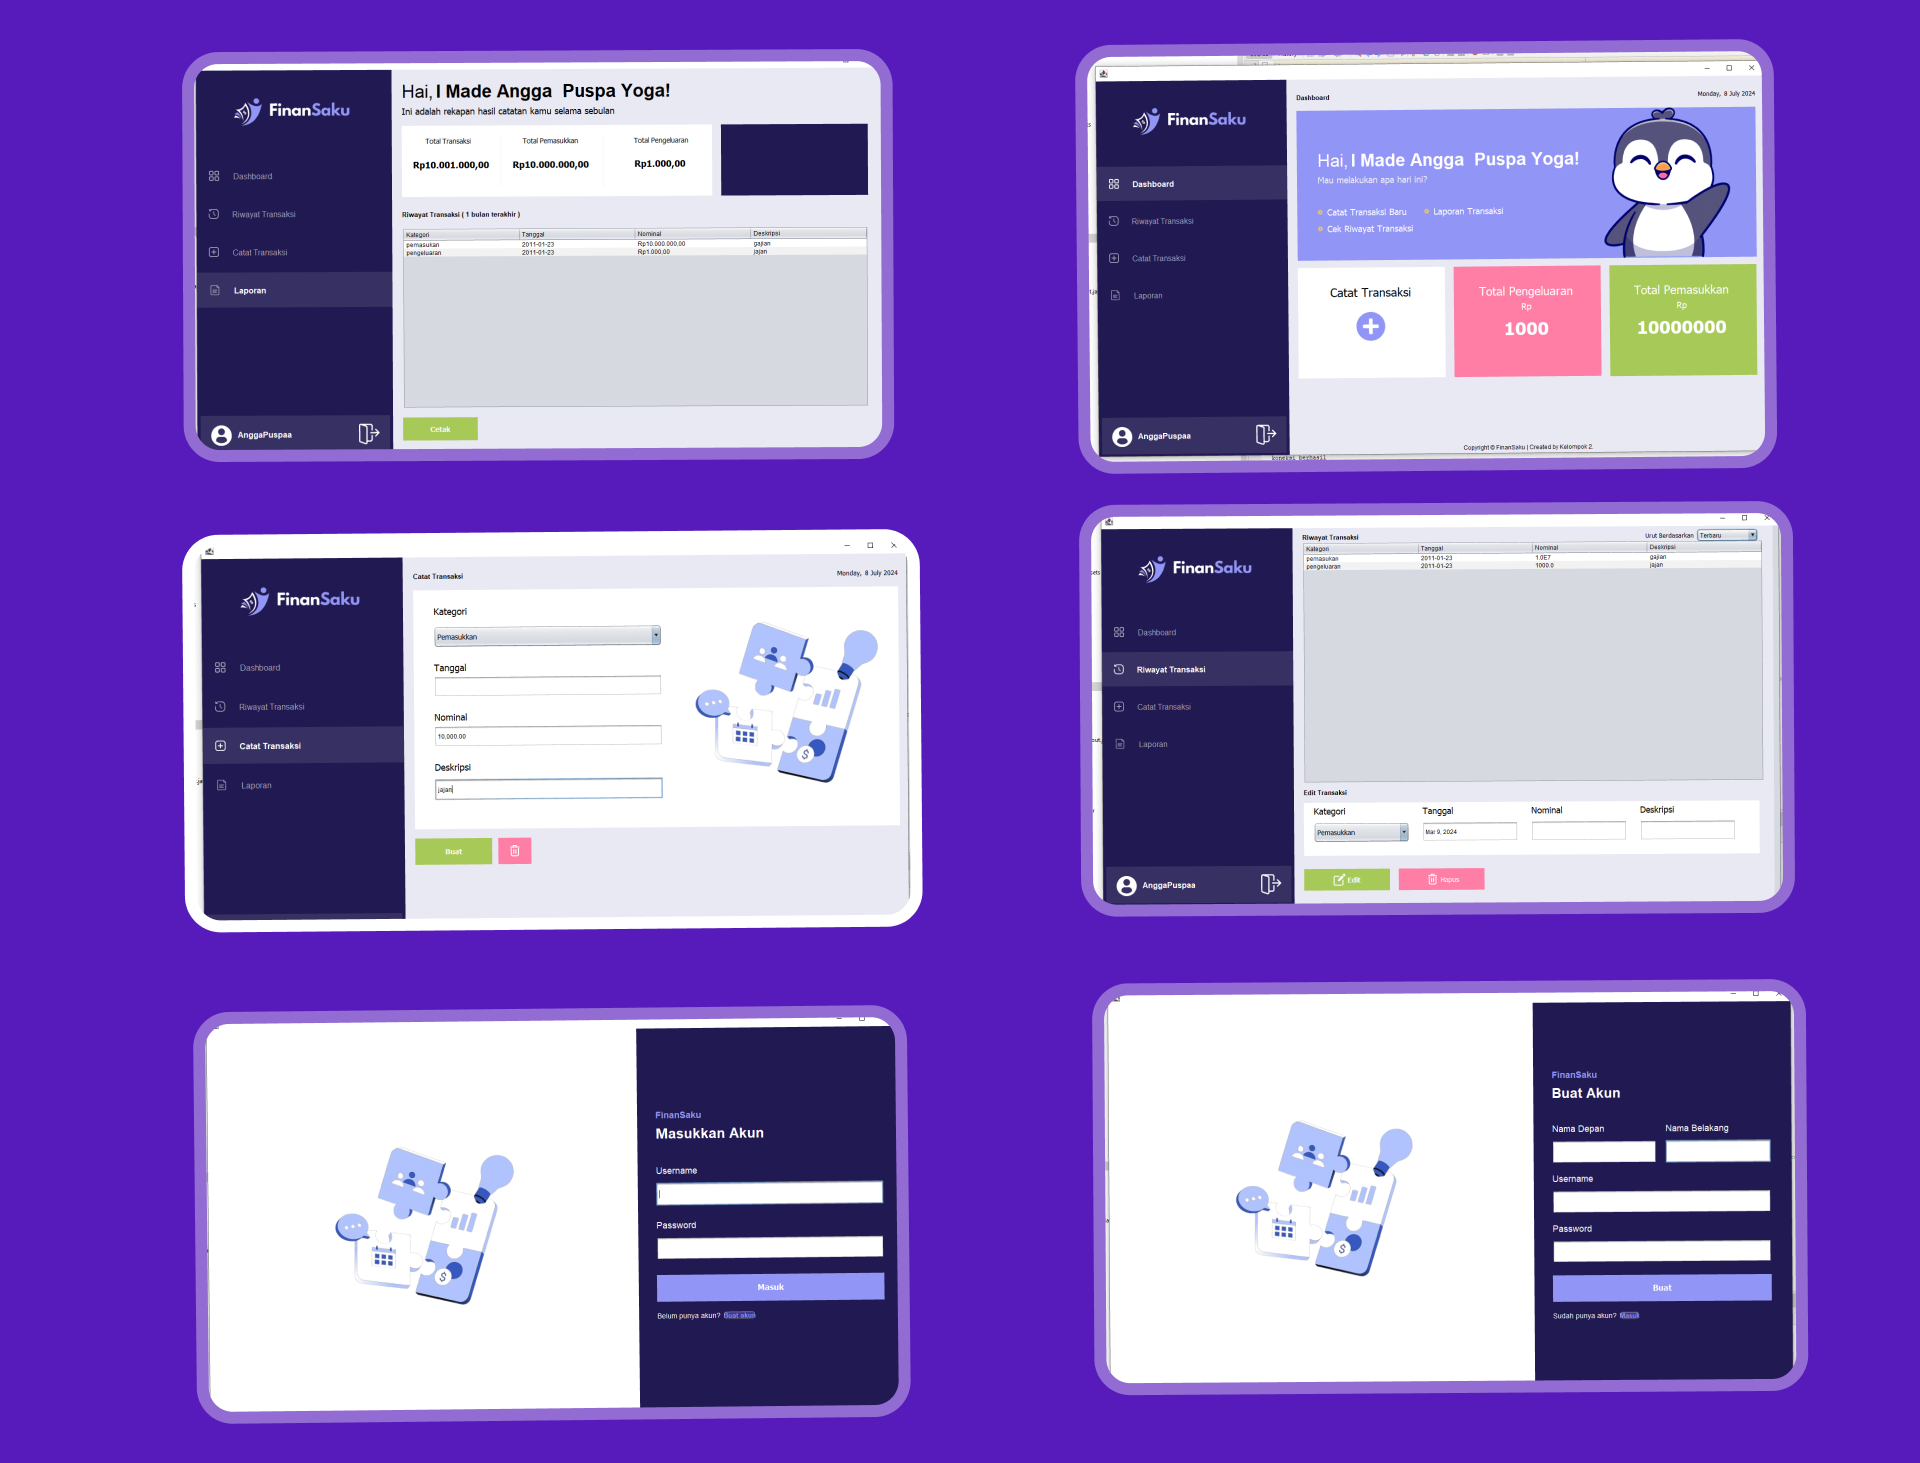 FinanSaku
Dashboard
Riwayat Transaksi
Catat Transaksi
Laporan
AnggaPuspaa
Hai, I Made Angga Puspa Yoga!
Ini adalah rekapan hasil catatan kamu selama sebulan
Total Transaksi
Rp10.001.000,00
Total Pemasukkan
Rp10.000.000,00
Total Pengeluaran
Rp1.000,00
Riwayat Transaksi ( 1 bulan terakhir )
Kategori Tanggal Nominal Deskripsi
pemasukan 2011-01-23 Rp10.000.000,00 gajian
pengeluaran 2011-01-23 Rp1.000,00 jajan
Cetak
FinanSaku
Dashboard
Riwayat Transaksi
Catat Transaksi
Laporan
AnggaPuspaa
Dashboard
Monday, 8 July 2024
Hai, I Made Angga Puspa Yoga!
Mau melakukan apa hari ini?
Catat Transaksi Baru
Laporan Transaksi
Cek Riwayat Transaksi
Catat Transaksi
Total Pengeluaran
Rp
1000
Total Pemasukkan
Rp
10000000
Copyright © FinanSaku | Created by Kelompok 2.
koneksi berhasil
FinanSaku
Dashboard
Riwayat Transaksi
Catat Transaksi
Laporan
Catat Transaksi
Monday, 8 July 2024
Kategori
Pemasukkan
Tanggal
Nominal
10,000.00
Deskripsi
jajan
Buat
FinanSaku
Dashboard
Riwayat Transaksi
Catat Transaksi
Laporan
AnggaPuspaa
Riwayat Transaksi
Urut Berdasarkan Terbaru
Kategori Tanggal Nominal Deskripsi
pemasukan 2011-01-23 1.0E7 gajian
pengeluaran 2011-01-23 1000.0 jajan
Edit Transaksi
Kategori Tanggal Nominal Deskripsi
Pemasukkan Mar 9, 2024
Edit
Hapus
FinanSaku
Masukkan Akun
Username
Password
Masuk
Belum punya akun? Buat akun
$
FinanSaku
Buat Akun
Nama Depan Nama Belakang
Username
Password
Buat
Sudah punya akun? Masuk
$